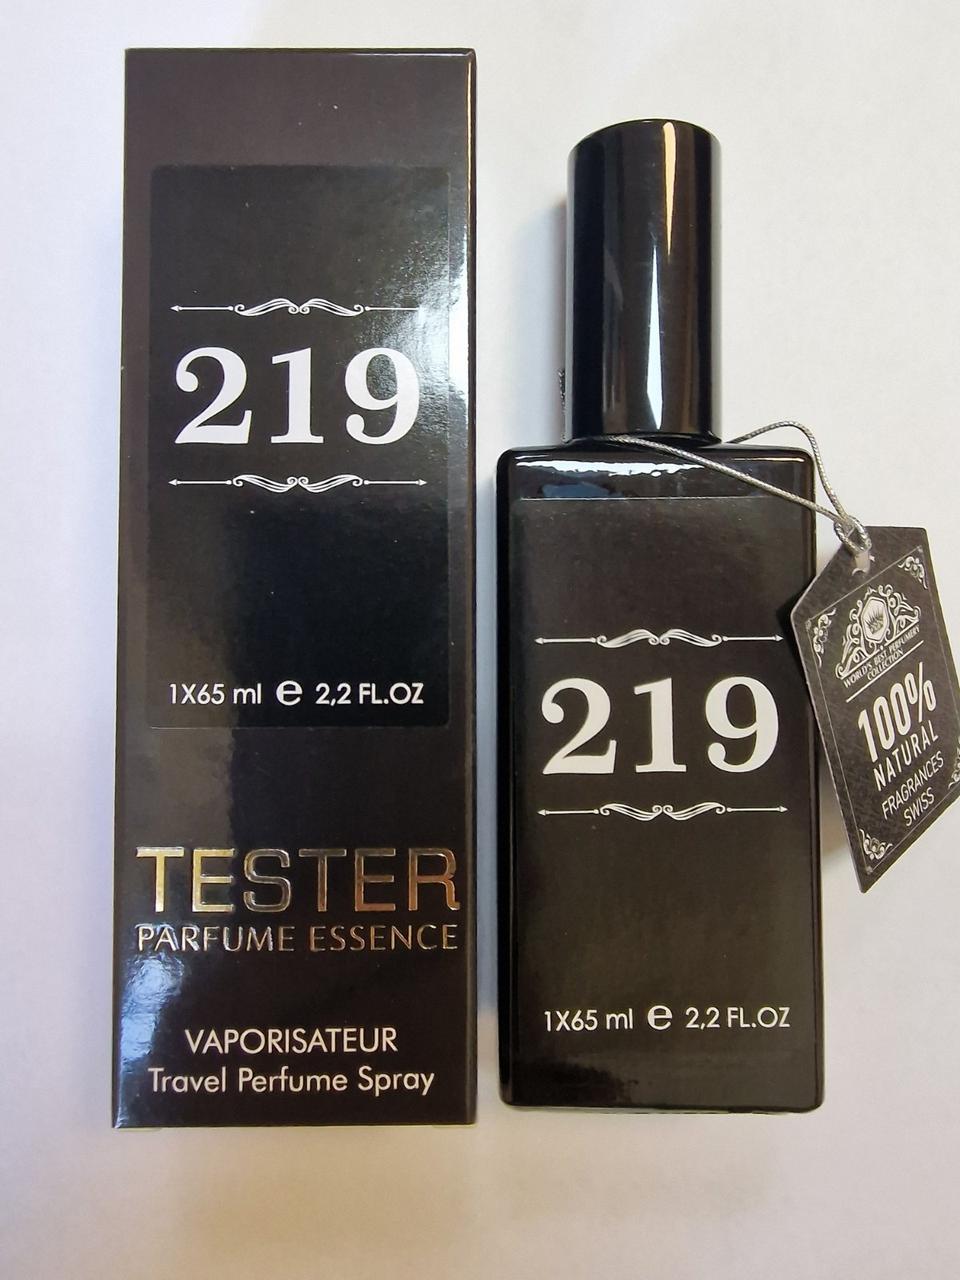 219
1X65 ml e 2,2 FL.OZ
TESTER
PARFUME ESSENCE
VAPORISATEUR
Travel Perfume Spray
219
1X65 ml e 2,2 FL.OZ
WORLD'S BEST PERFUMERY
COLLECTION
100%
NATURAL
FRAGRANCES
SWISS